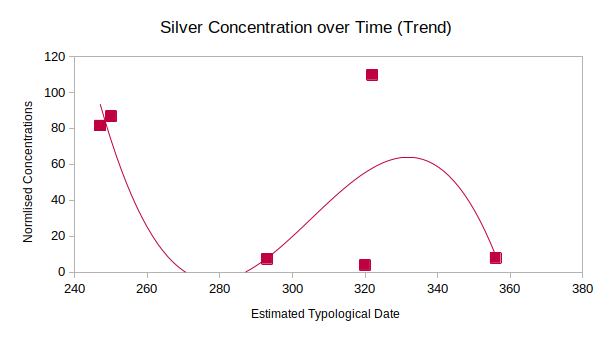 Silver Concentration over Time (Trend)
120
100
80
60
40
20
0
Normlised Concentrations
240 260 280 300 320 340 360 380
Estimated Typological Date